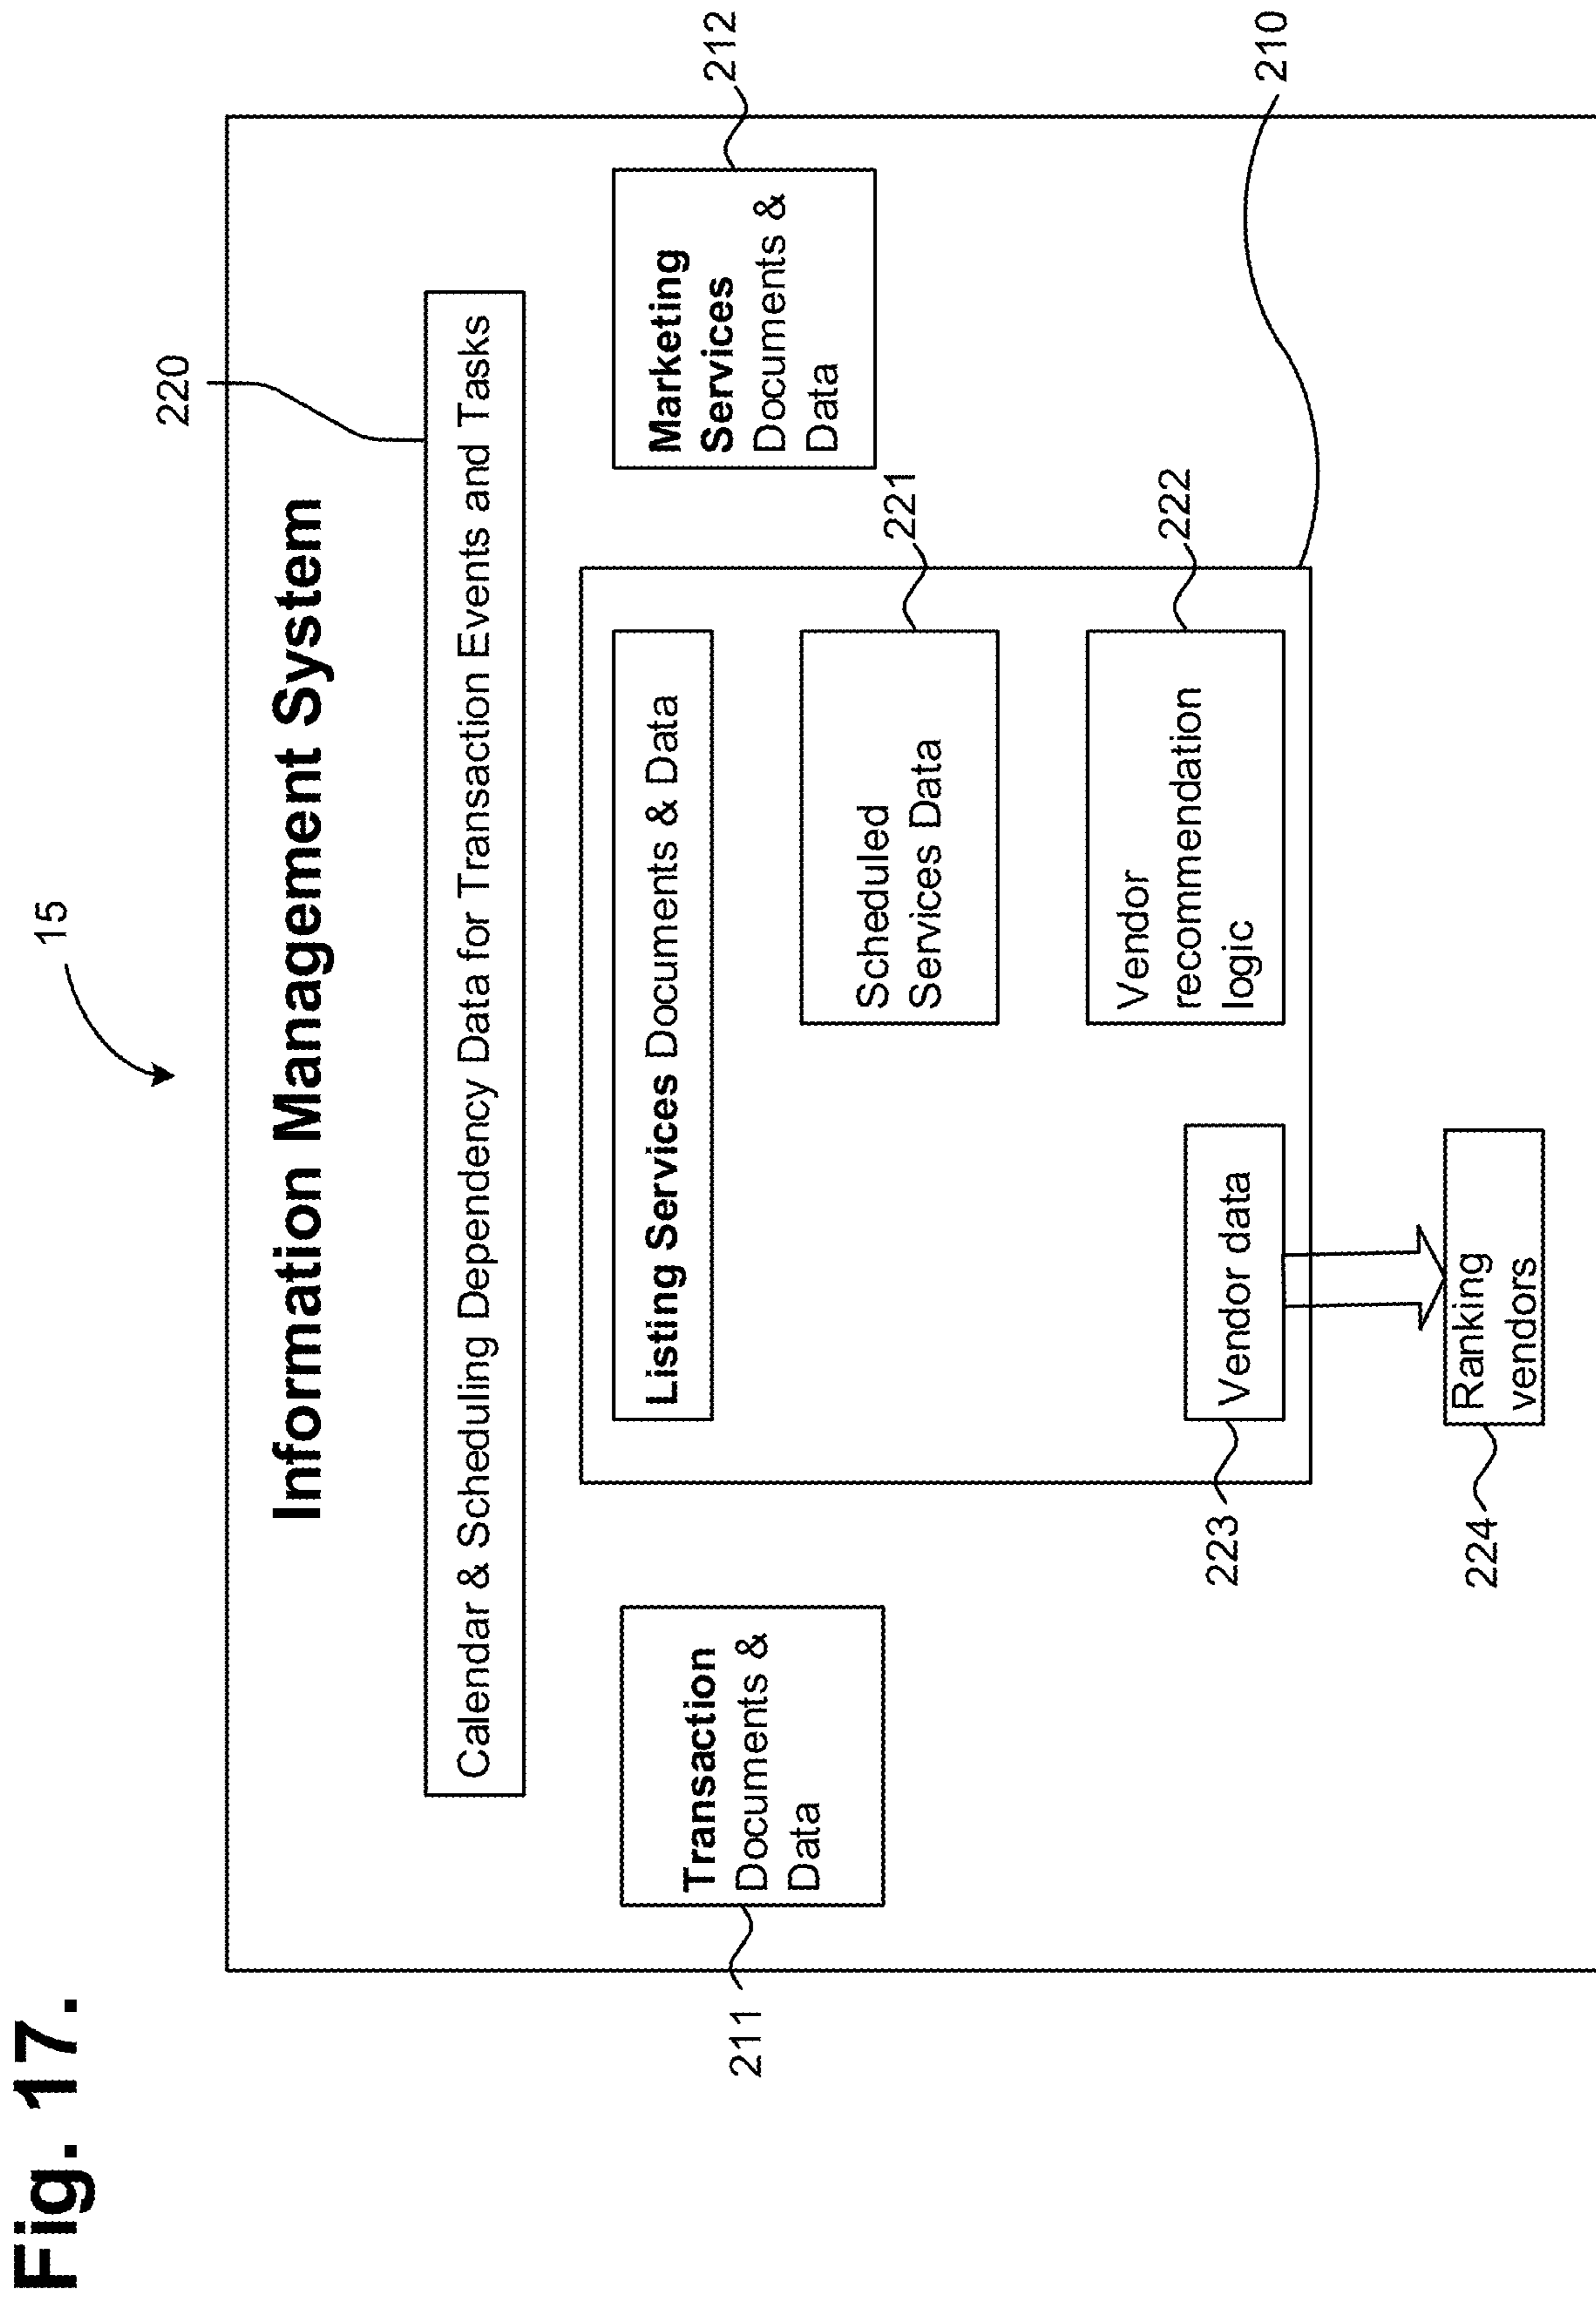 Fig. 17.
15
Information Management System
220
Calendar & Scheduling Dependency Data for Transaction Events and Tasks
211
Transaction
Documents &
Data
Listing Services Documents & Data
Marketing
Services
Documents &
Data
212
Scheduled
Services Data
221
223
Vendor data
Vendor
recommendation
logic
222
210
224
Ranking
vendors